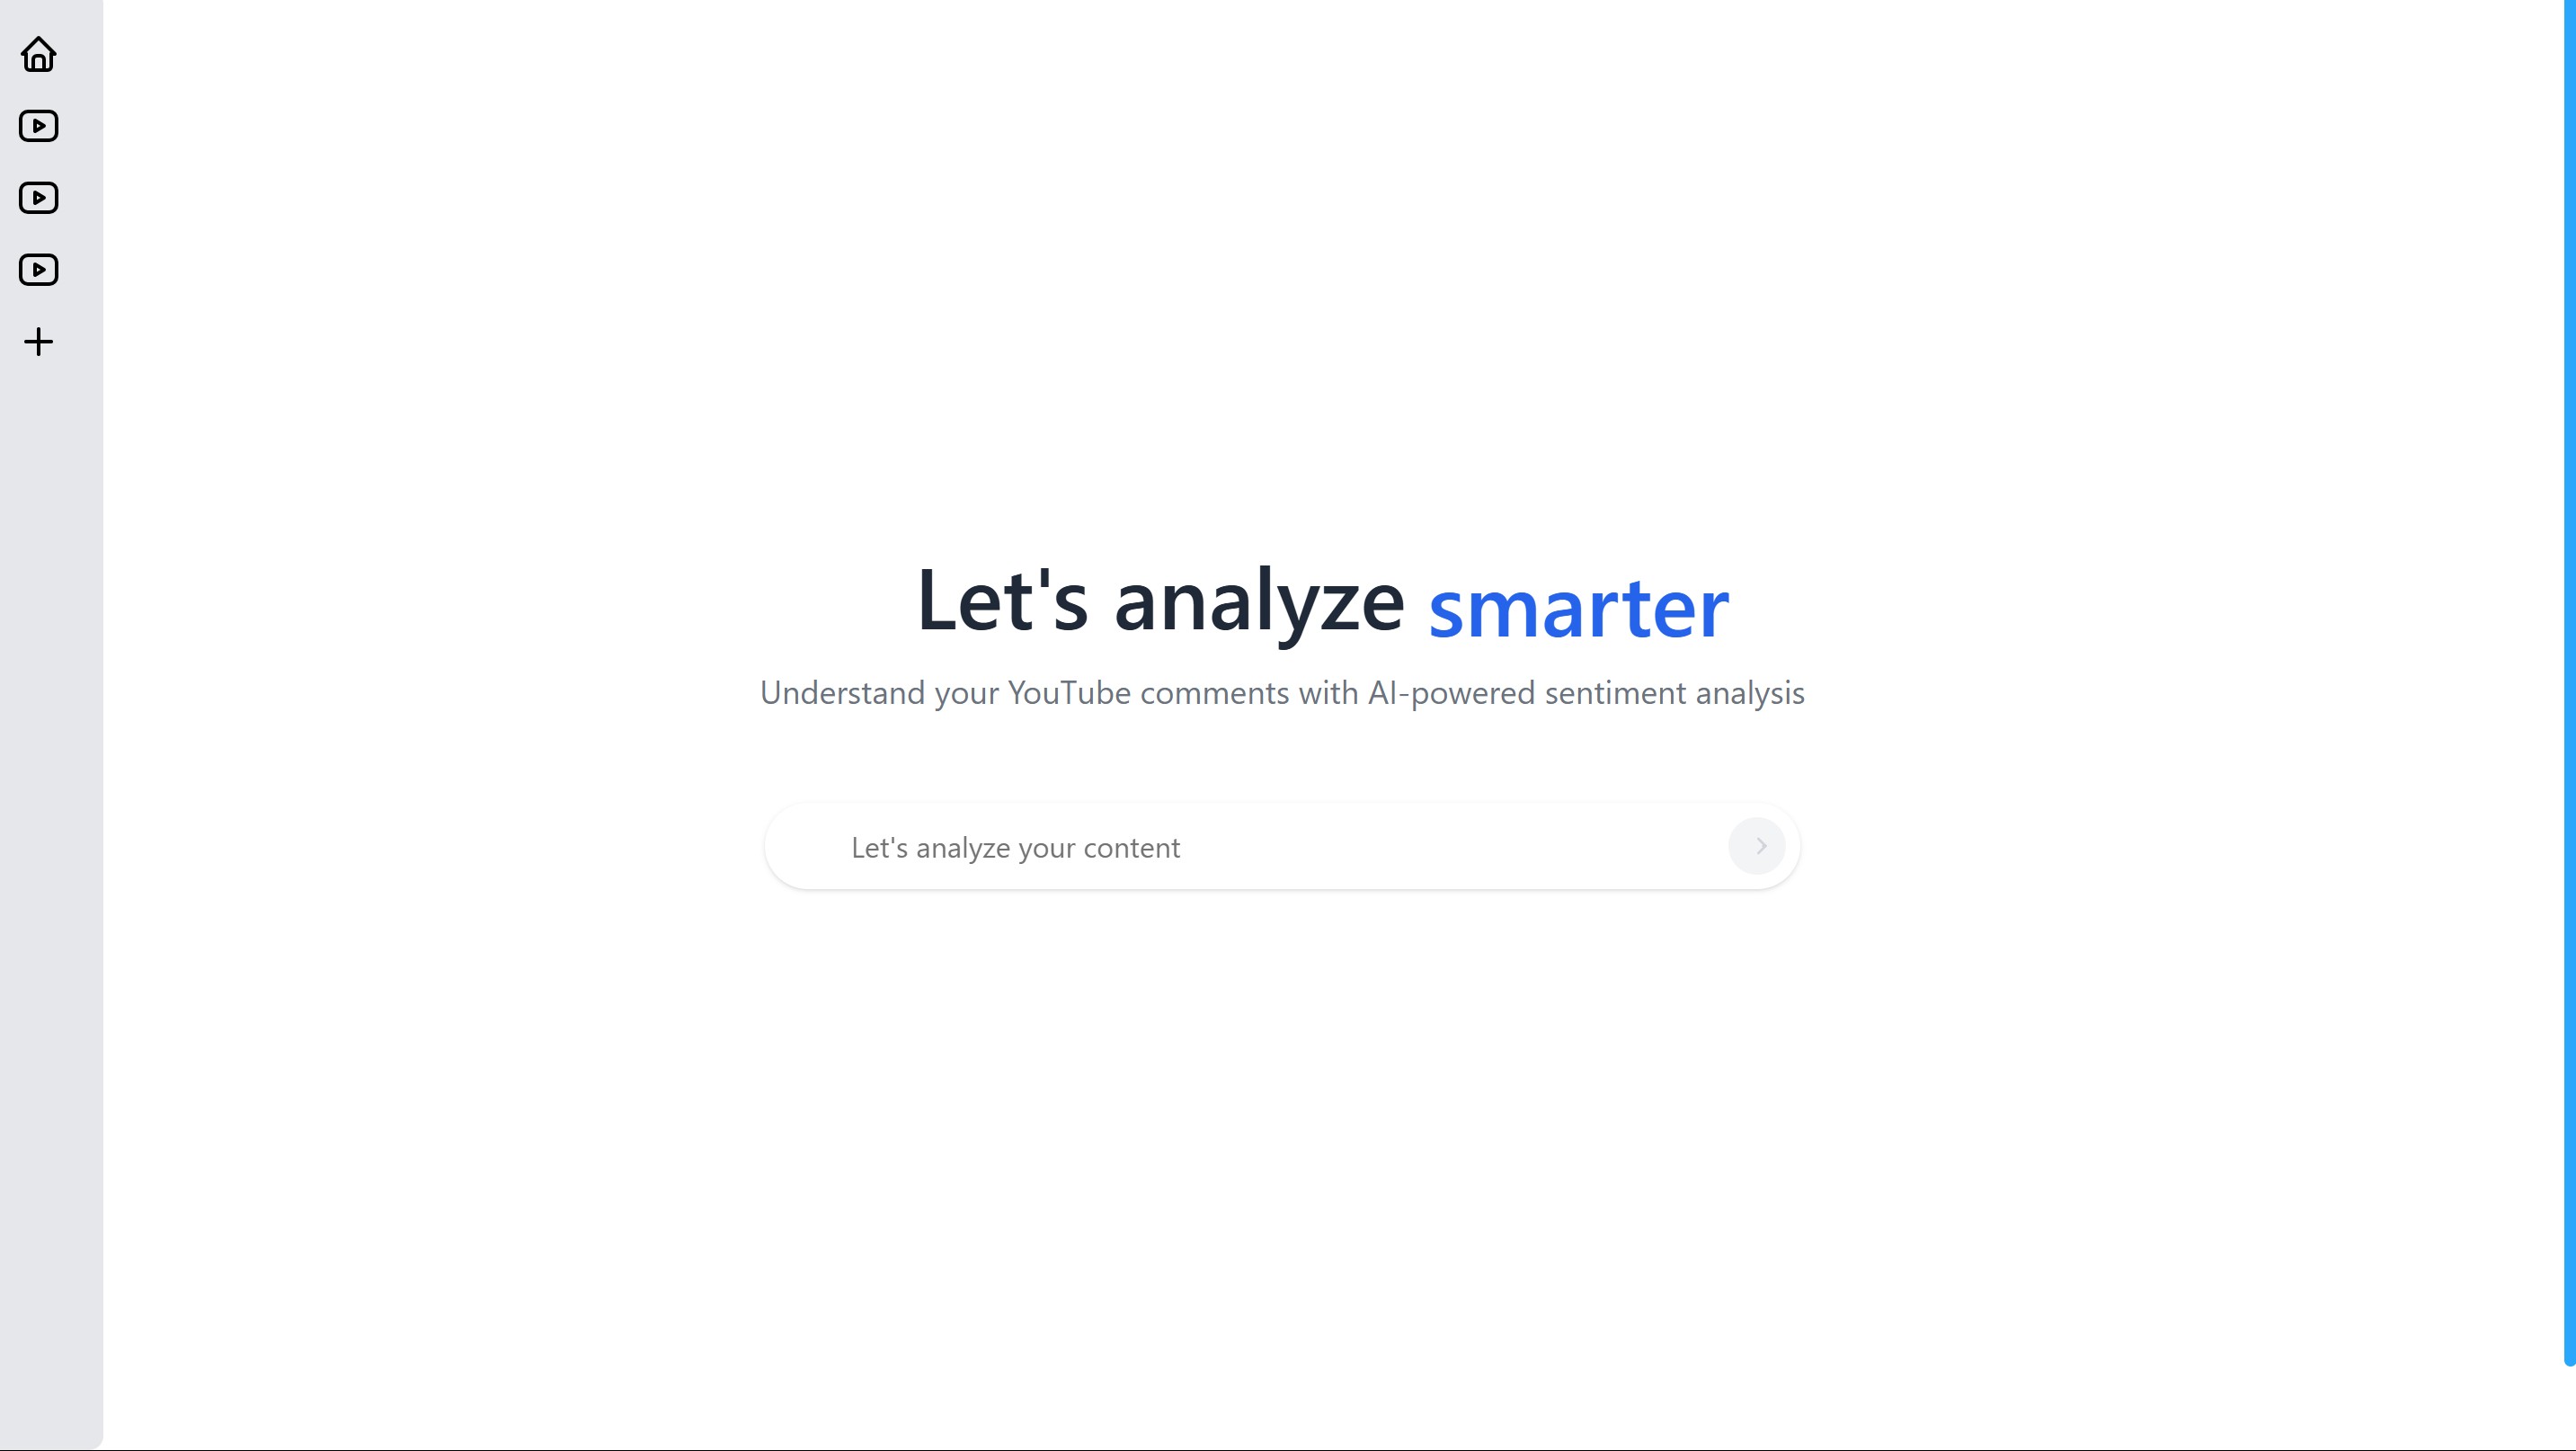 Let's analyze smarter
Understand your YouTube comments with AI-powered sentiment analysis
Let's analyze your content